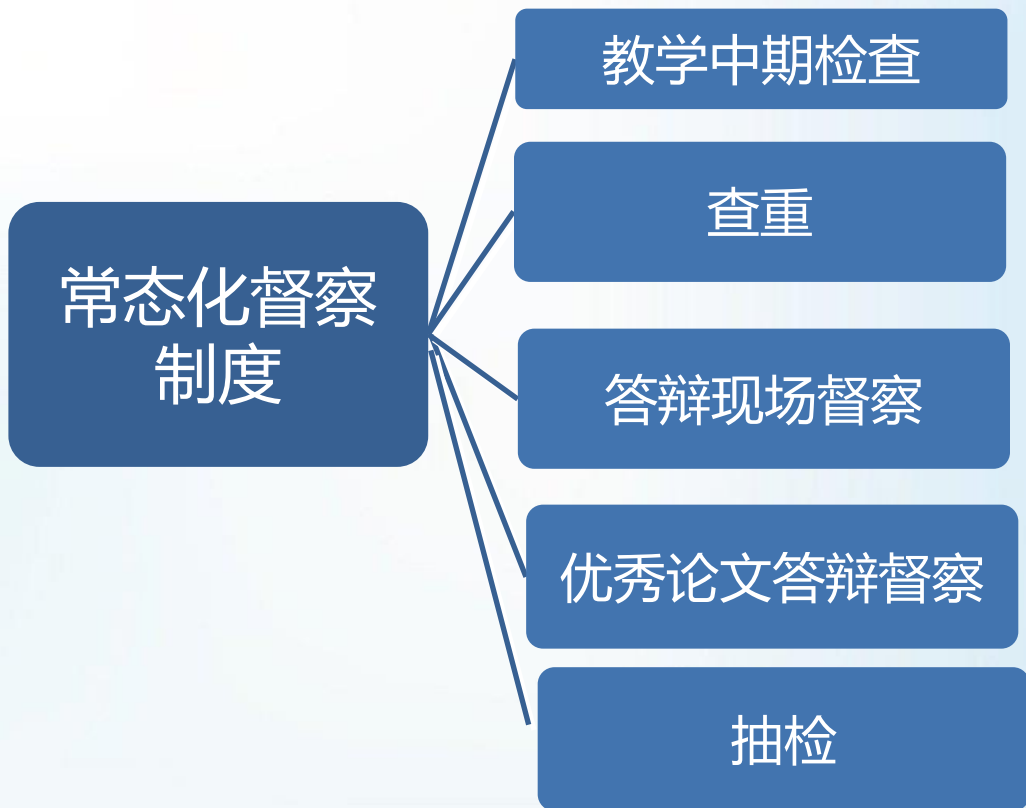 常态化督察
制度
教学中期检查
查重
答辩现场督察
优秀论文答辩督察
抽检